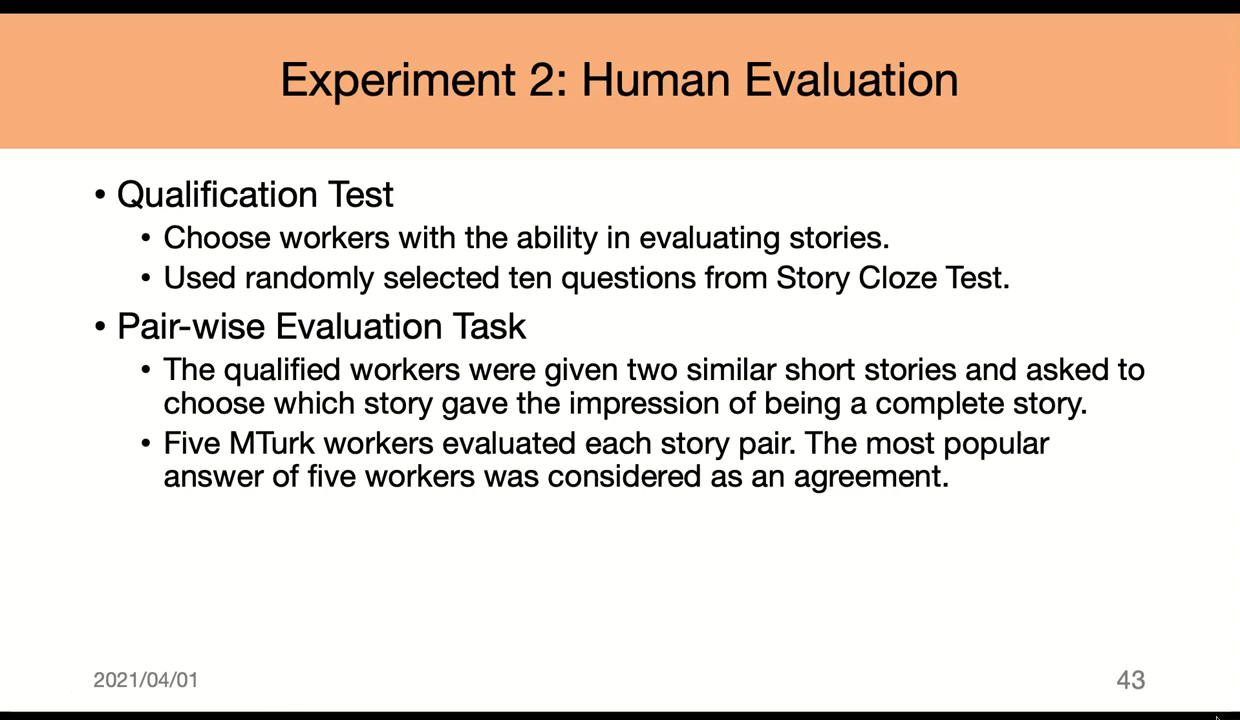 Experiment 2: Human Evaluation
• Qualification Test
• Choose workers with the ability in evaluating stories.
• Used randomly selected ten questions from Story Cloze Test.
• Pair-wise Evaluation Task
• The qualified workers were given two similar short stories and asked to
choose which story gave the impression of being a complete story.
• Five MTurk workers evaluated each story pair. The most popular
answer of five workers was considered as an agreement.
2021/04/01
43